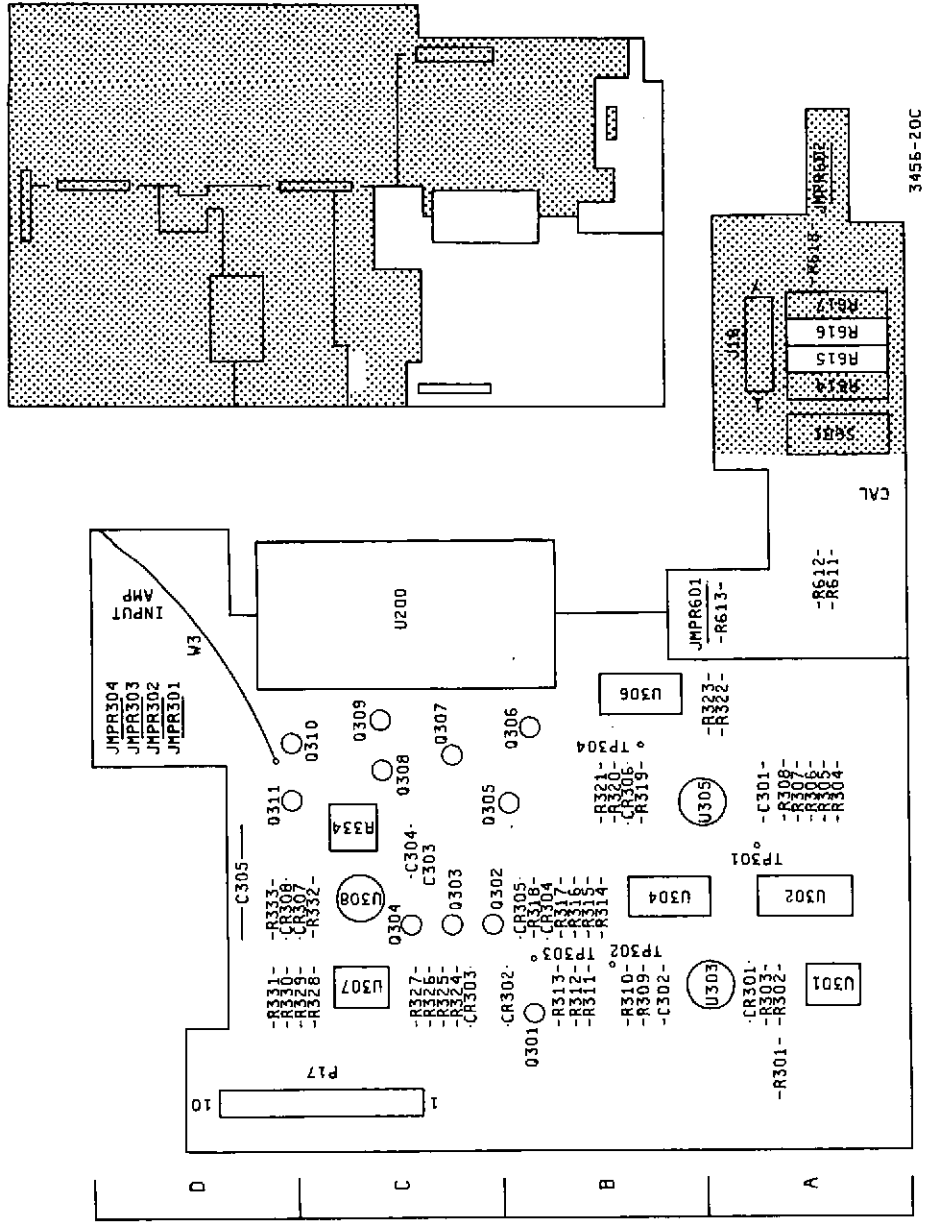 3456-20C
JMPR304
JMPR303
JMPR302
JMPR301
INPUT
AMP
W3
Q310
Q311
Q309
Q308
Q307
Q306
Q305
U200
-C305-
R334
·C304·
C303
-R333-
·CR308·
·CR307·
-R332-
U308
Q304
Q303
Q302
-R331-
-R330-
-R329-
-R328-
U307
-R327-
-R326-
-R325-
-R324-
·CR303·
·CR302·
Q301
P17
10
1
·CR305·
-R318-
·CR304·
-R317-
-R316-
-R315-
-R314-
TP303
TP302
-R313-
-R312-
-R311-
-R310-
-R309-
-C302-
U303
U304
-R321-
-R320-
·CR306·
-R319-
TP304
U305
U306
-R323-
-R322-
-C301-
-R308-
-R307-
-R306-
-R305-
-R304-
TP301
U302
·CR301·
-R303-
-R302-
-R301-
U301
JMPR601
-R613-
-R612-
-R611-
CAL
J18
R614
R615
R616
R617
-R618-
JMPR602
D
C
B
A